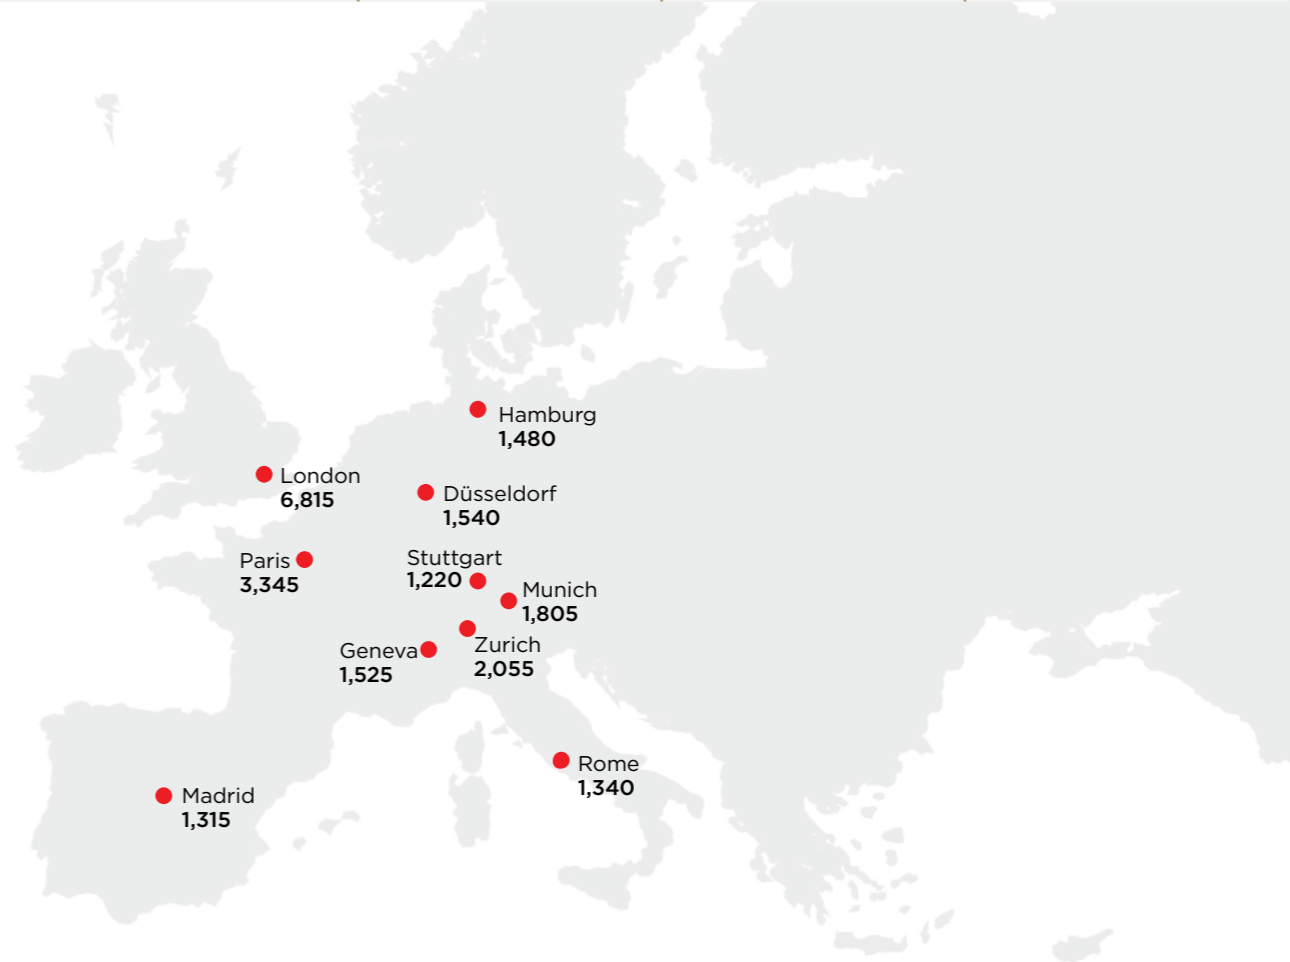 Hamburg
1,480
London
6,815
Düsseldorf
1,540
Paris
3,345
Stuttgart
1,220
Munich
1,805
Zurich
2,055
Geneva
1,525
Rome
1,340
Madrid
1,315